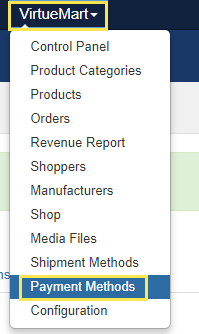 VirtueMart
Control Panel
Product Categories
Products
Orders
Revenue Report
Shoppers
Manufacturers
Shop
Media Files
Shipment Methods
Payment Methods
Configuration